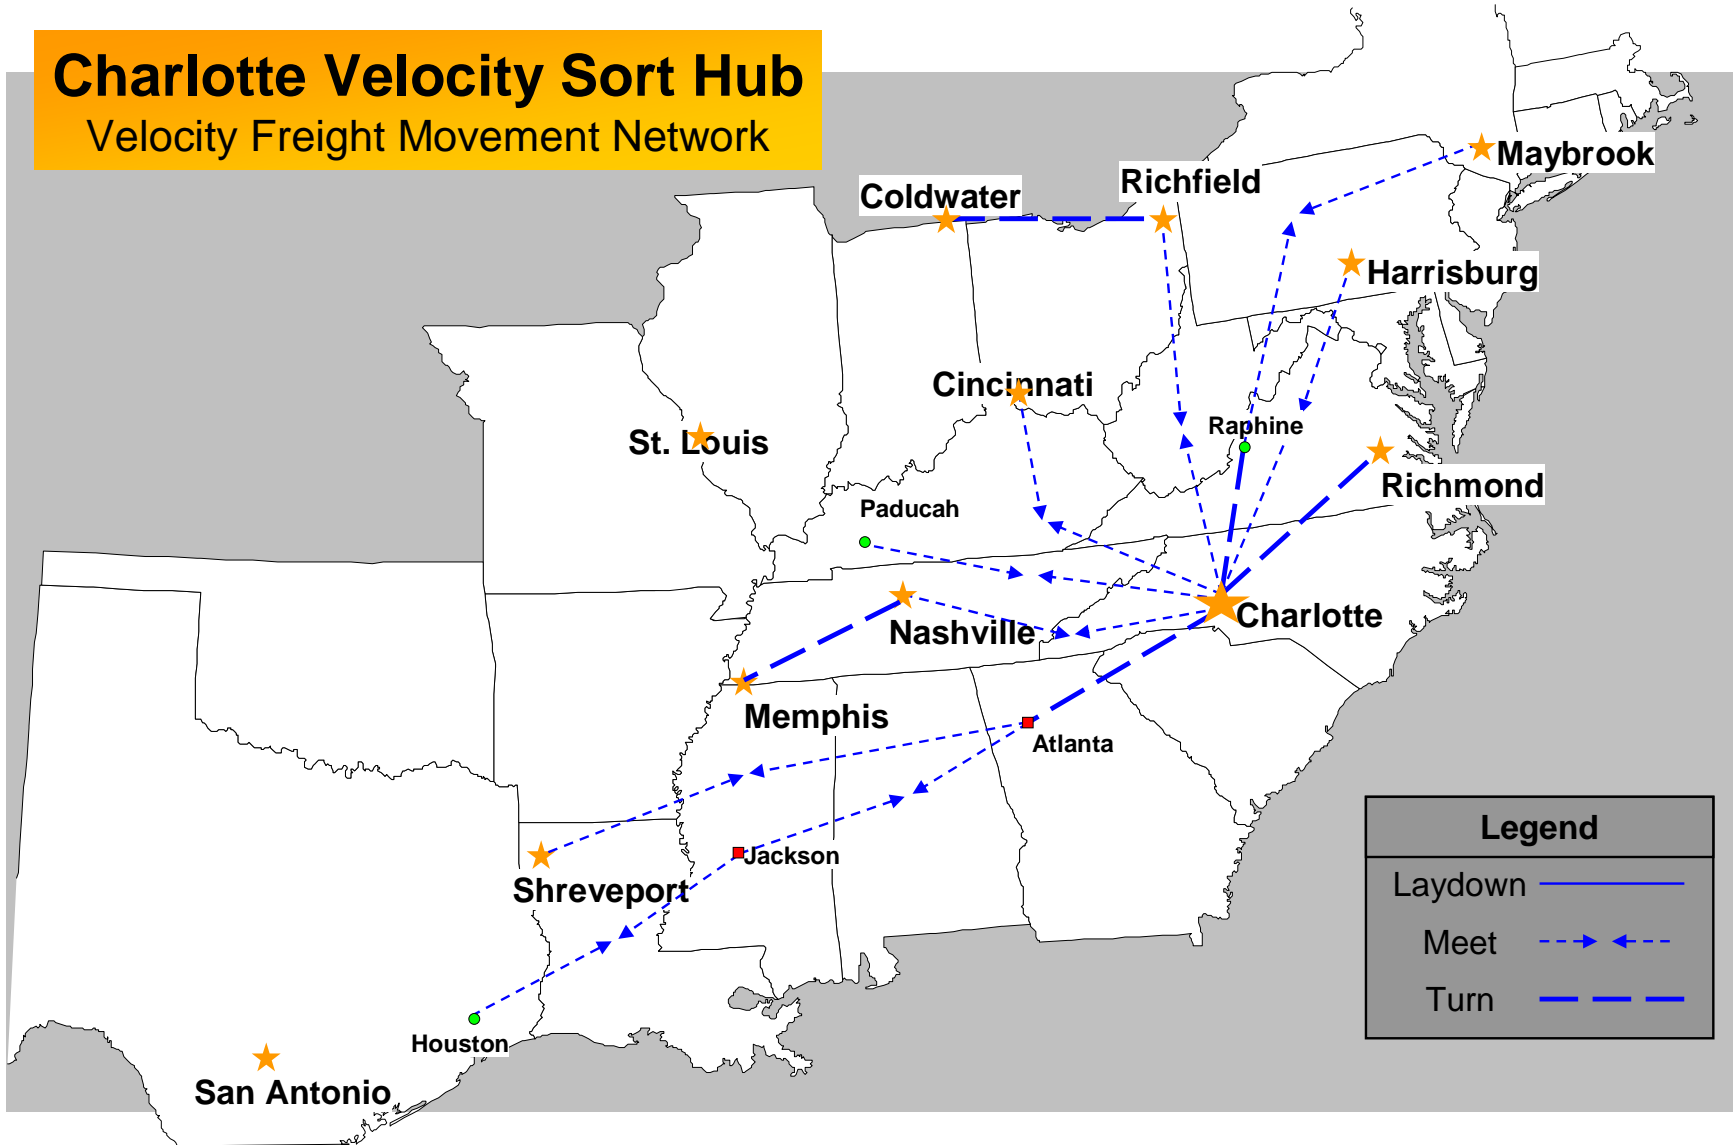 Charlotte Velocity Sort Hub
Velocity Freight Movement Network
Maybrook
Richfield
Coldwater
Harrisburg
Cincinnati
Raphine
St. Louis
Richmond
Paducah
Charlotte
Nashville
Memphis
Atlanta
Jackson
Shreveport
Houston
San Antonio
Legend
Laydown
Meet
Turn